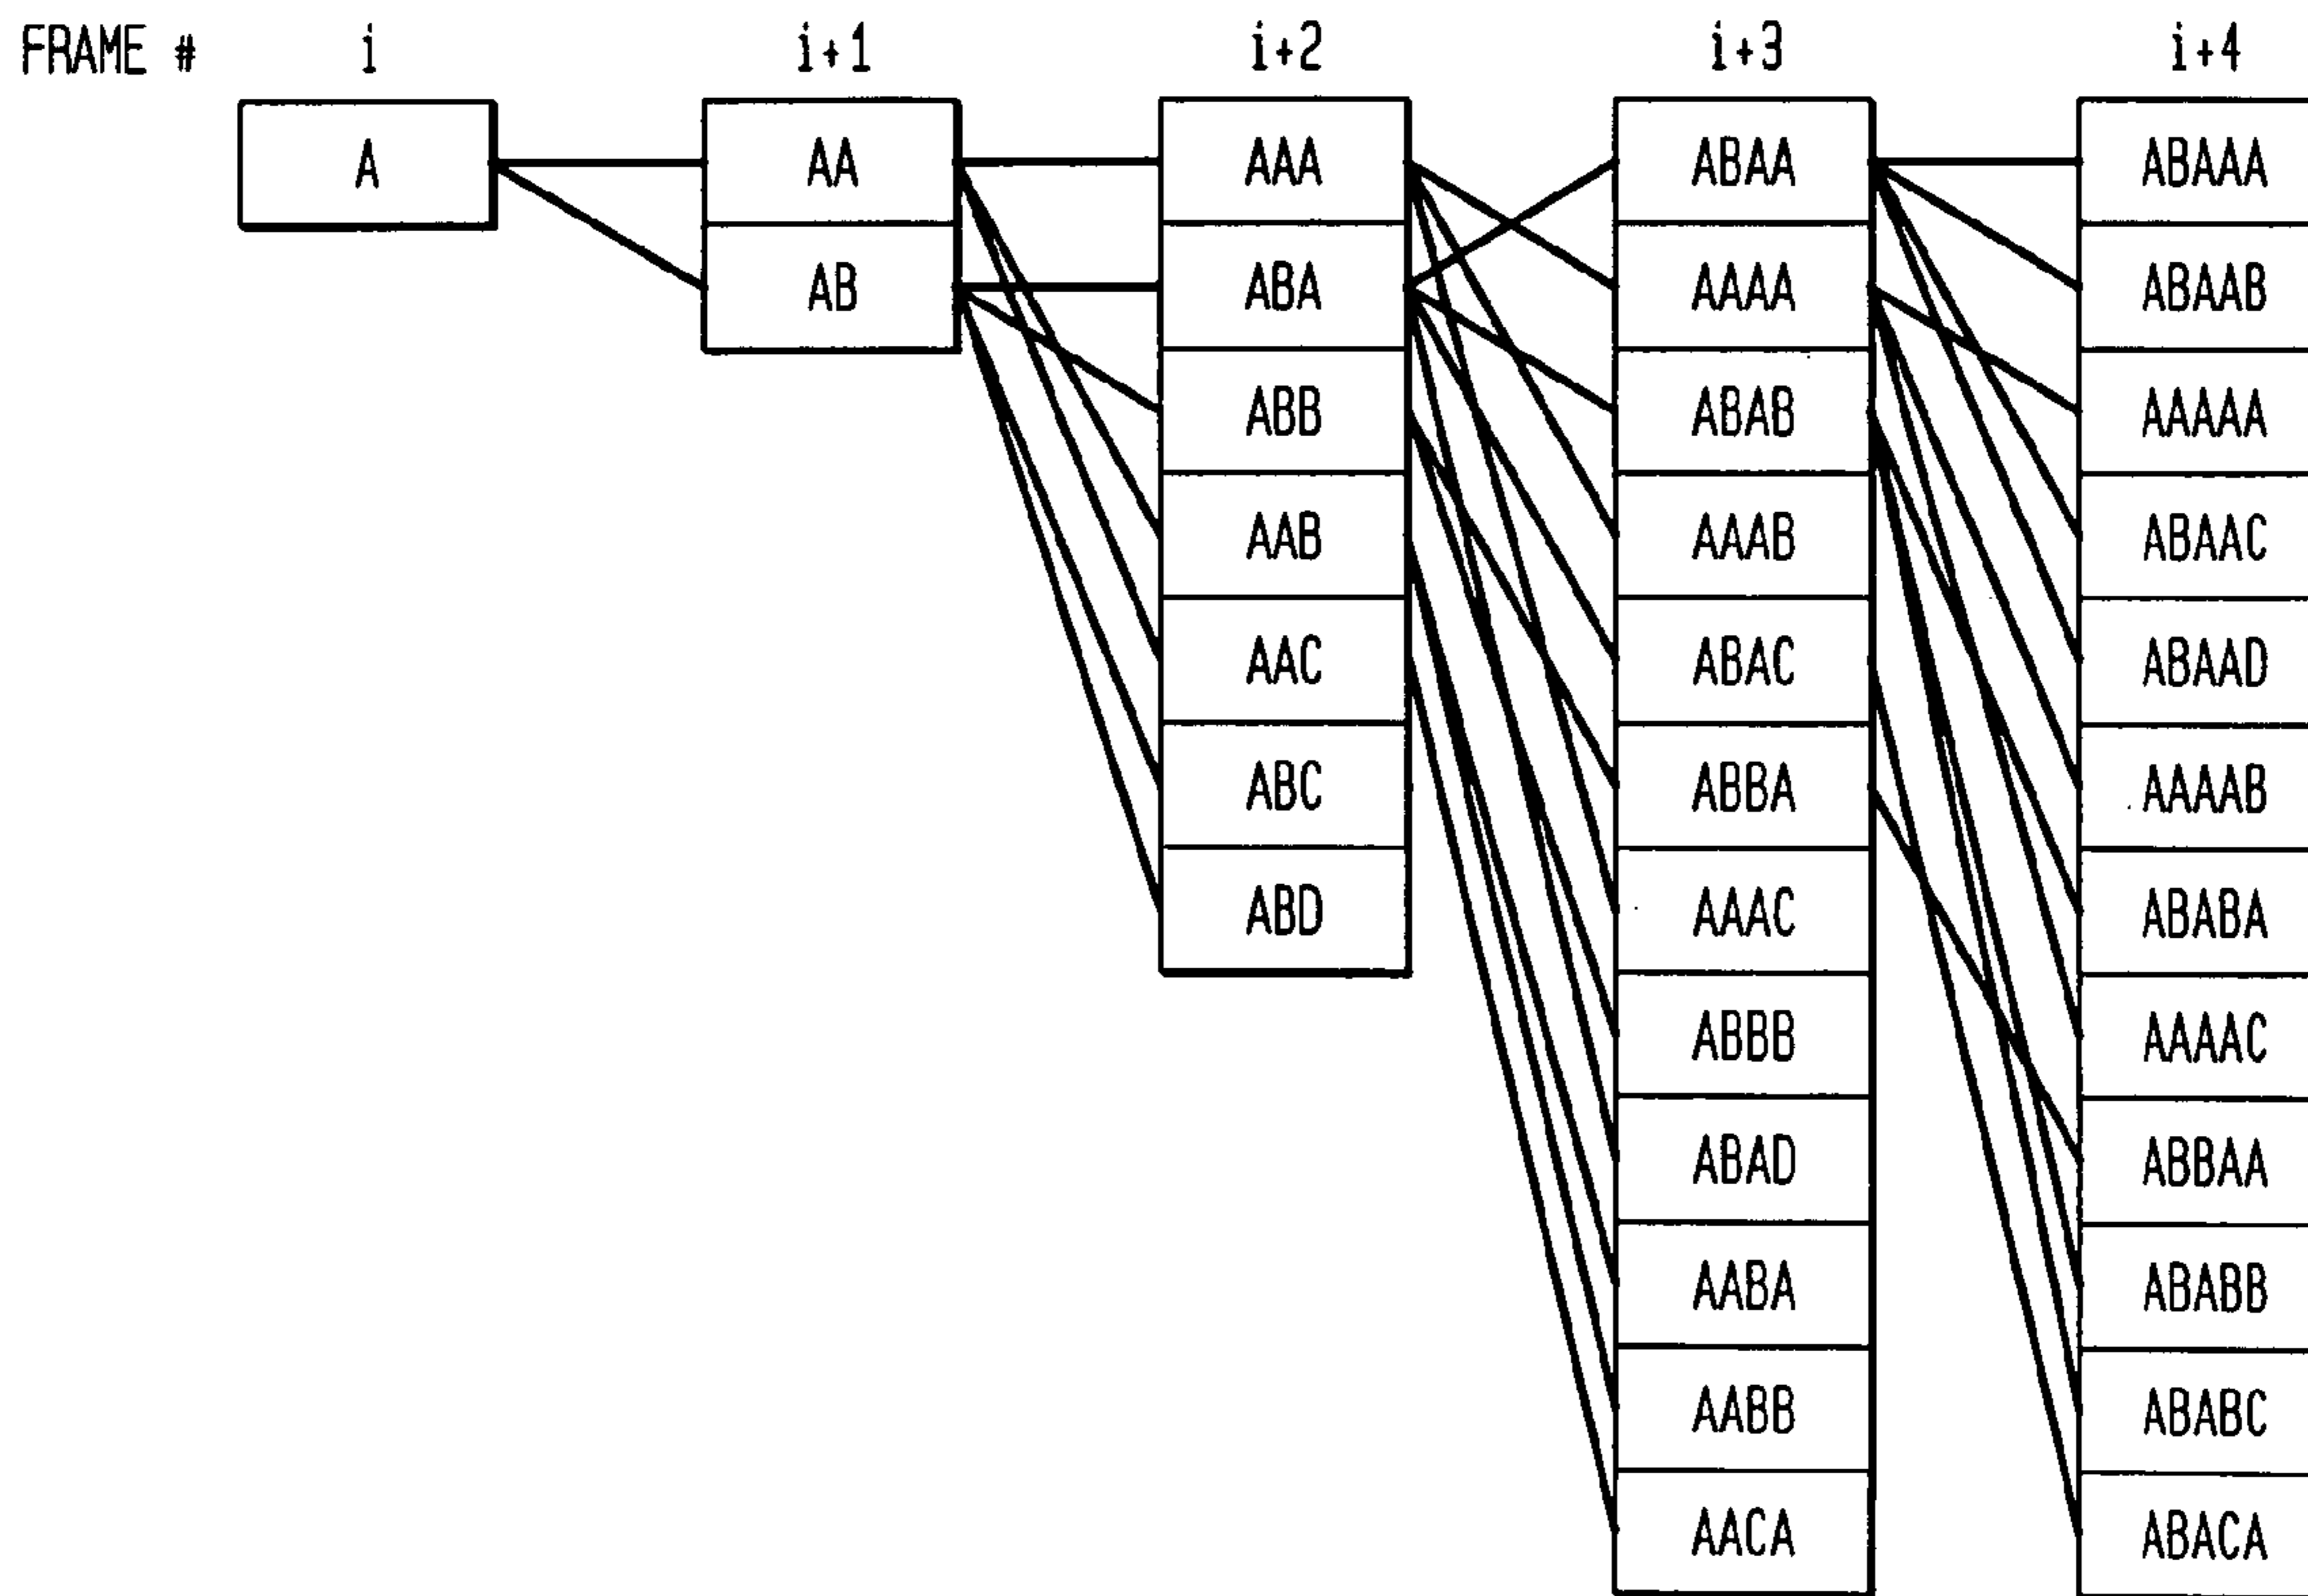 FRAME # i i+1 i+2 i+3 i+4
A AA AAA ABAA ABAAA
AB ABA AAAA ABAAB
ABB ABAB AAAAA
AAB AAAB ABAAC
AAC ABAC ABAAD
ABC ABBA AAAAB
ABD AAAC ABABA
ABBB AAAAC
ABAD ABBAA
AABA ABABB
AABB ABABC
AACA ABACA